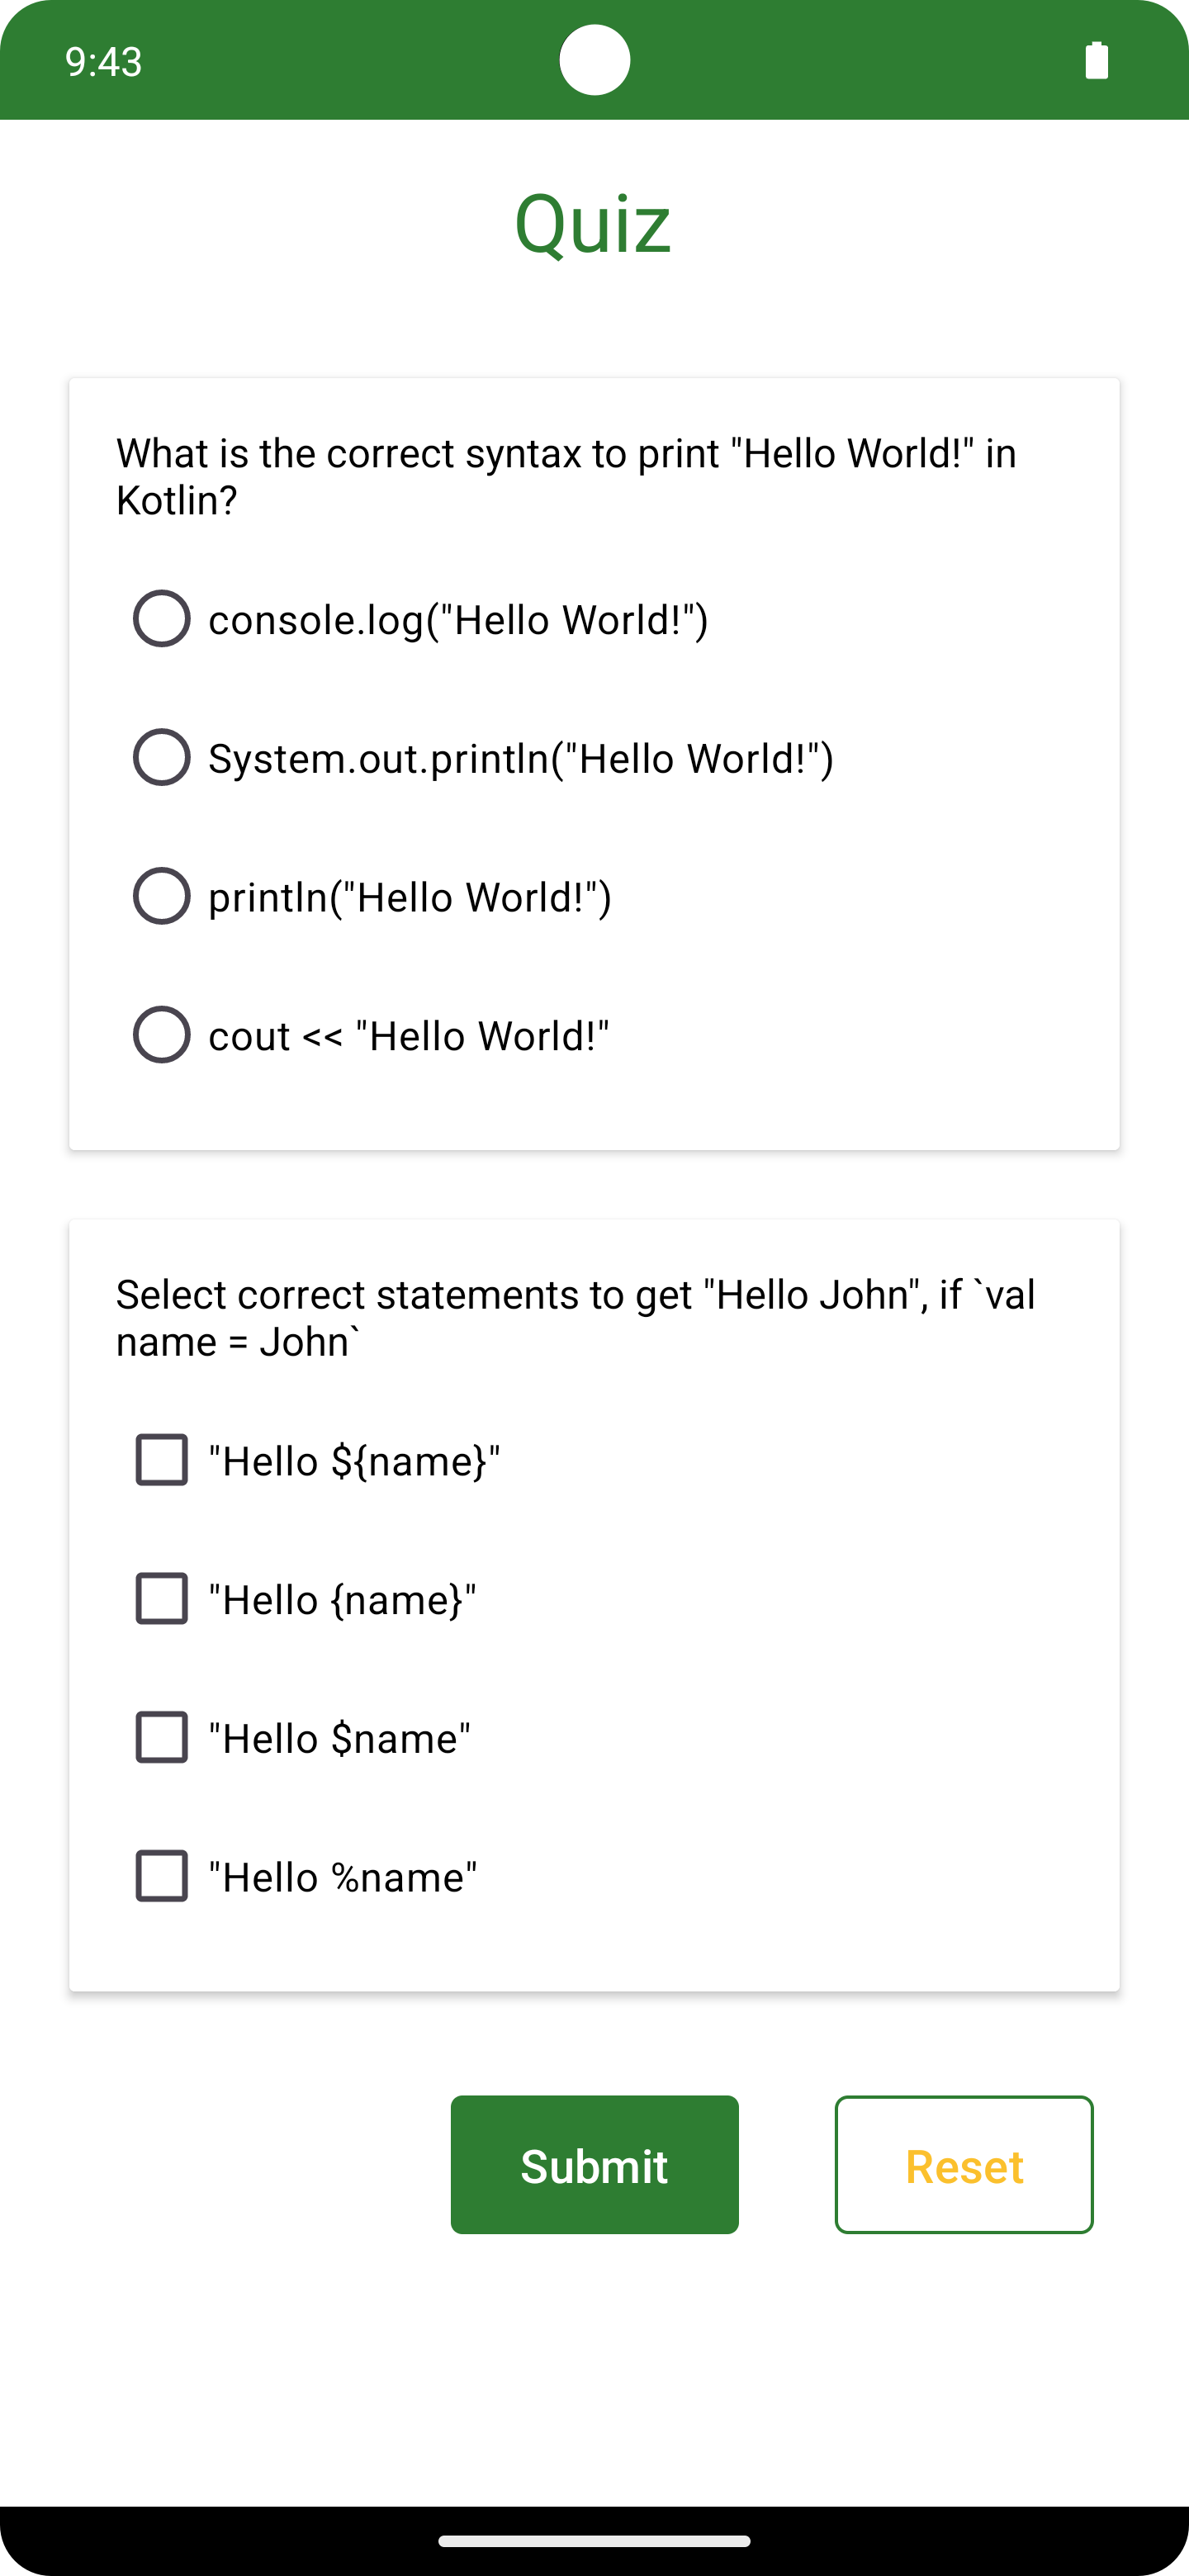 9:43
Quiz
What is the correct syntax to print "Hello World!" in
Kotlin?
console.log("Hello World!")
System.out.println("Hello World!")
println("Hello World!")
cout << "Hello World!"
Select correct statements to get "Hello John", if `val
name = John`
"Hello ${name}"
"Hello {name}"
"Hello $name"
"Hello %name"
Submit
Reset